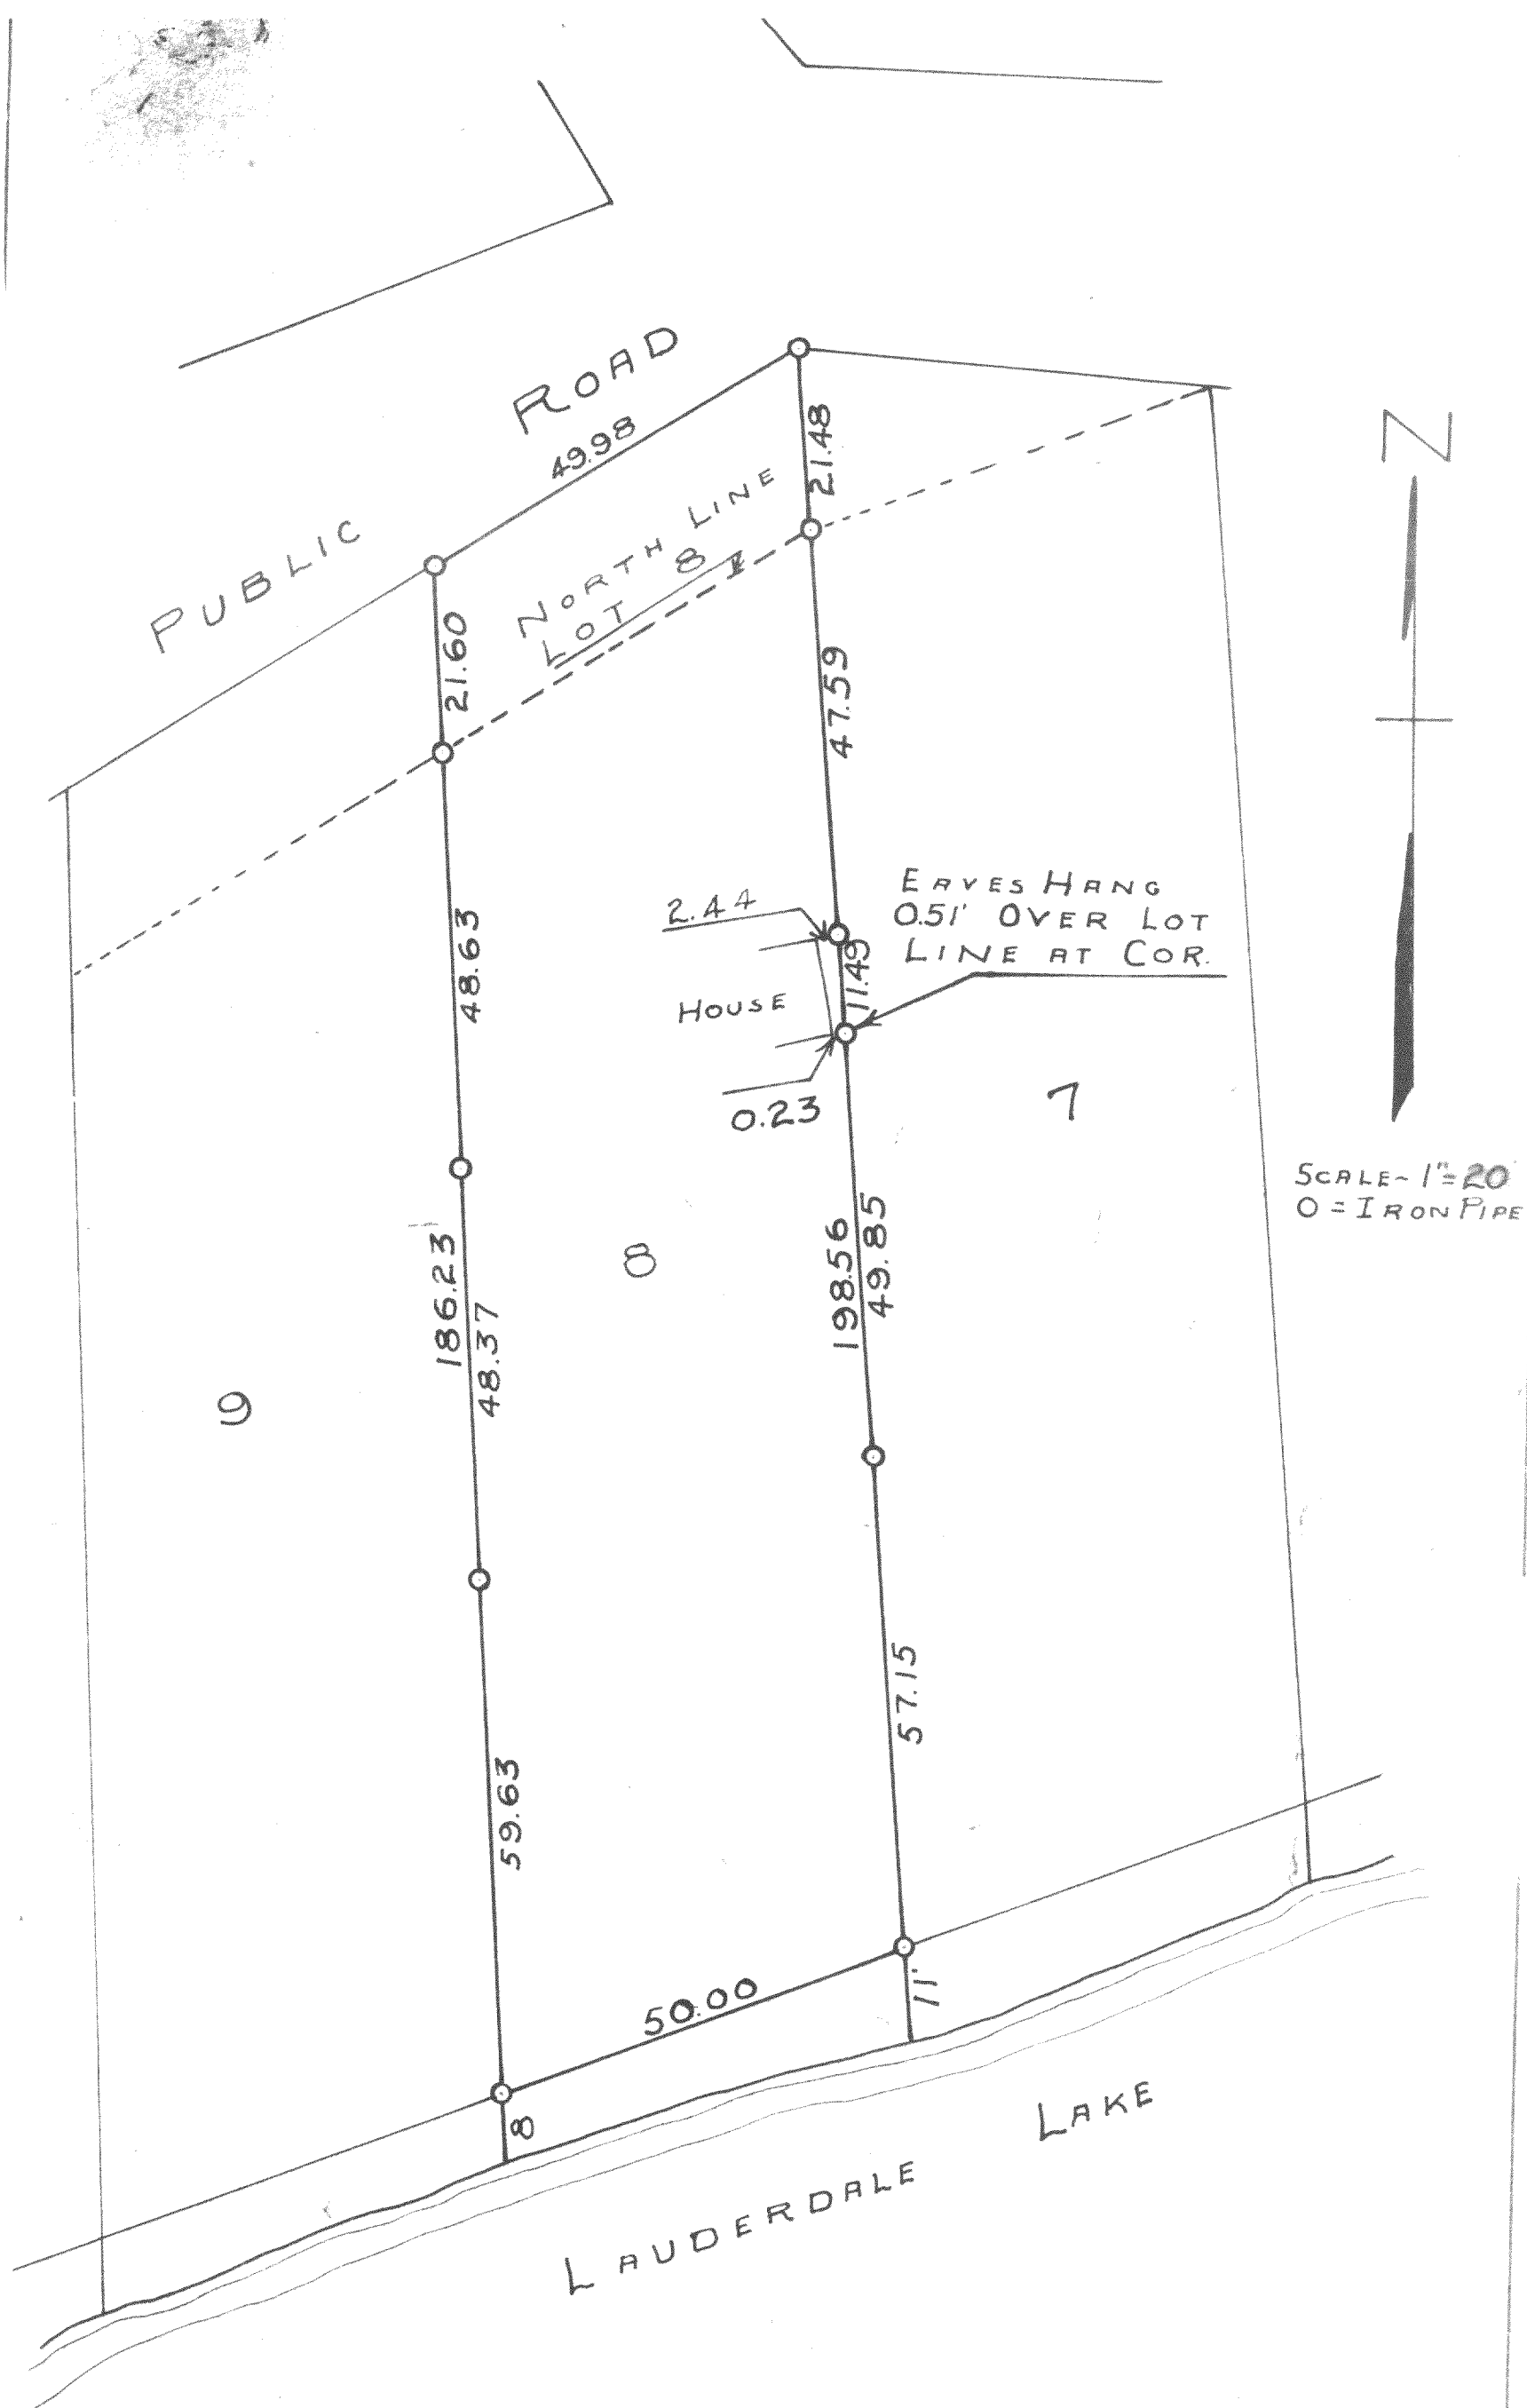 PUBLIC ROAD
49.98
NORTH LINE
LOT 8
21.48
21.60
N
47.59
48.63
2.44
EAVES HANG
0.51' OVER LOT
LINE AT COR.
11.49
HOUSE
0.23
7
SCALE~ 1"=20'
O = IRON PIPE
8
198.56
49.85
186.23
48.37
9
57.15
59.63
50.00
11'
8
LAUDERDALE LAKE